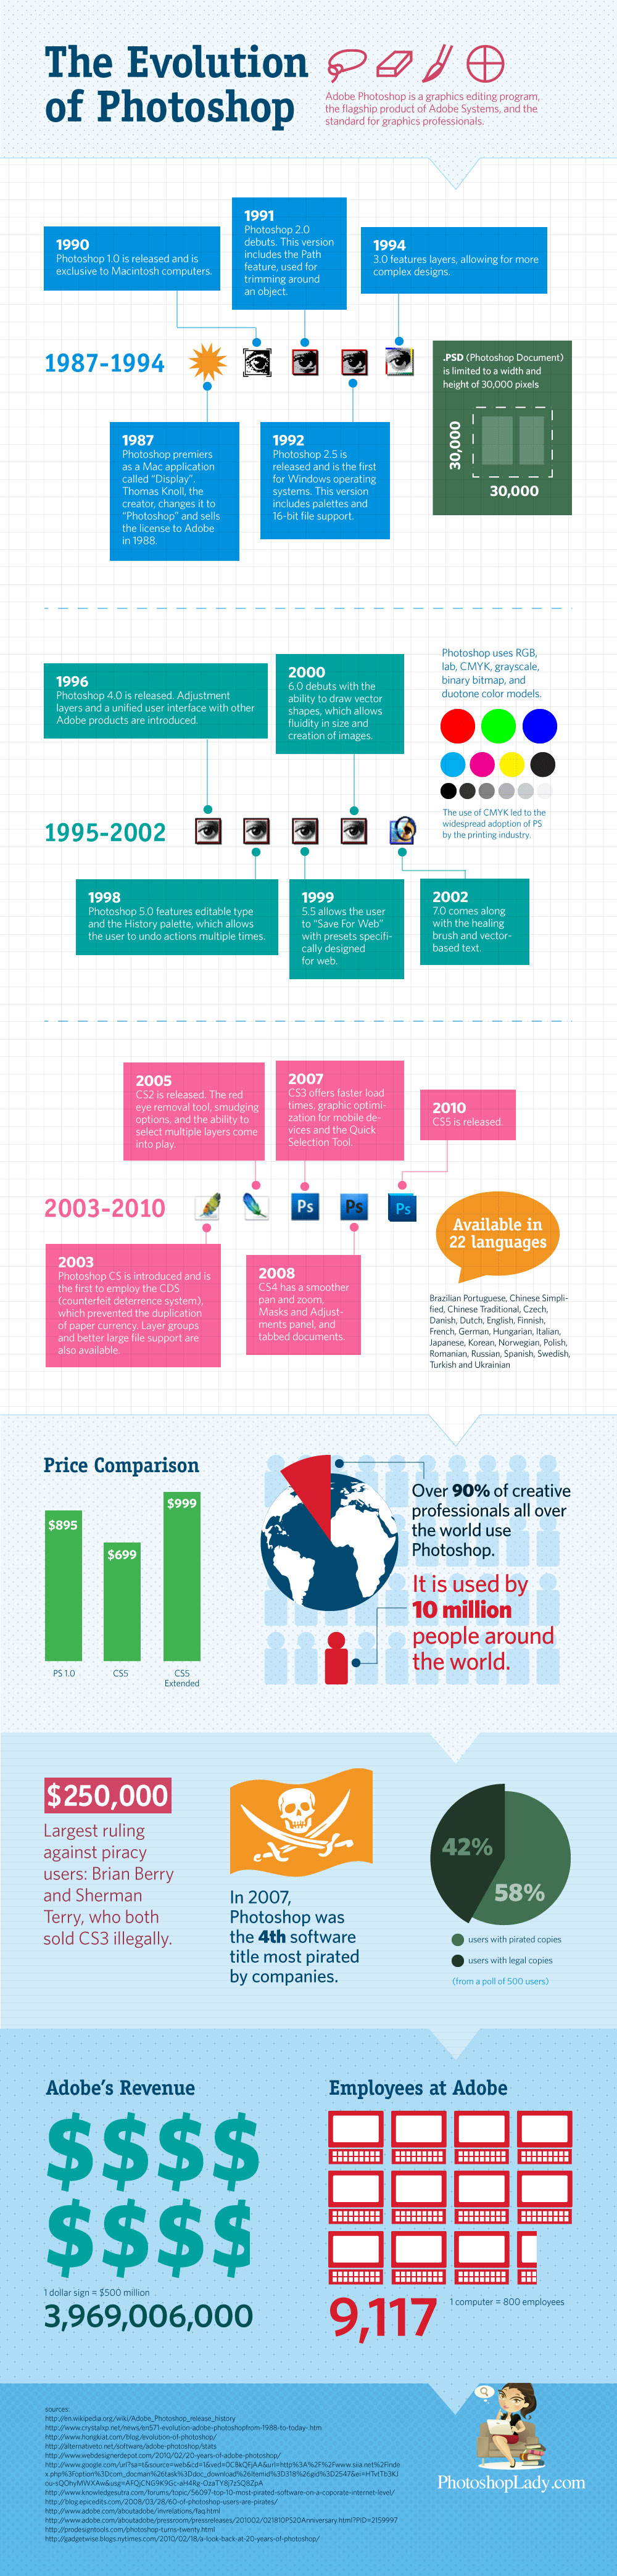 The Evolution
of Photoshop
Adobe Photoshop is a graphics editing program,
the flagship product of Adobe Systems, and the
standard for graphics professionals.
1990
Photoshop 1.0 is released and is
exclusive to Macintosh computers.
1991
Photoshop 2.0
debuts. This version
includes the Path
feature, used for
trimming around
an object.
1994
3.0 features layers, allowing for more
complex designs.
1987-1994
.PSD (Photoshop Document)
is limited to a width and
height of 30,000 pixels
30,000
30,000
1987
Photoshop premiers
as a Mac application
called “Display”.
Thomas Knoll, the
creator, changes it to
“Photoshop” and sells
the license to Adobe
in 1988.
1992
Photoshop 2.5 is
released and is the first
for Windows operating
systems. This version
includes palettes and
16-bit file support.
1996
Photoshop 4.0 is released. Adjustment
layers and a unified user interface with other
Adobe products are introduced.
2000
6.0 debuts with the
ability to draw vector
shapes, which allows
fluidity in size and
creation of images.
Photoshop uses RGB,
lab, CMYK, grayscale,
binary bitmap, and
duotone color models.
The use of CMYK led to the
widespread adoption of PS
by the printing industry.
1995-2002
1998
Photoshop 5.0 features editable type
and the History palette, which allows
the user to undo actions multiple times.
1999
5.5 allows the user
to “Save For Web”
with presets specifi-
cally designed
for web.
2002
7.0 comes along
with the healing
brush and vector-
based text.
2005
CS2 is released. The red
eye removal tool, smudging
options, and the ability to
select multiple layers come
into play.
2007
CS3 offers faster load
times, graphic optimi-
zation for mobile de-
vices and the Quick
Selection Tool.
2010
CS5 is released.
2003-2010
Ps
Ps
Ps
Available in
22 languages
Brazilian Portuguese, Chinese Simpli-
fied, Chinese Traditional, Czech,
Danish, Dutch, English, Finnish,
French, German, Hungarian, Italian,
Japanese, Korean, Norwegian, Polish,
Romanian, Russian, Spanish, Swedish,
Turkish and Ukrainian
2003
Photoshop CS is introduced and is
the first to employ the CDS
(counterfeit deterrence system),
which prevented the duplication
of paper currency. Layer groups
and better large file support are
also available.
2008
CS4 has a smoother
pan and zoom,
Masks and Adjust-
ments panel, and
tabbed documents.
Price Comparison
$895
$699
$999
PS 1.0
CS5
CS5
Extended
Over 90% of creative
professionals all over
the world use
Photoshop.
It is used by
10 million
people around
the world.
$250,000
Largest ruling
against piracy
users: Brian Berry
and Sherman
Terry, who both
sold CS3 illegally.
In 2007,
Photoshop was
the 4th software
title most pirated
by companies.
42%
58%
users with pirated copies
users with legal copies
(from a poll of 500 users)
Adobe’s Revenue
$$$$
$$$$
1 dollar sign = $500 million
3,969,006,000
Employees at Adobe
9,117
1 computer = 800 employees
sources:
http://en.wikipedia.org/wiki/Adobe_Photoshop_release_history
http://www.crystalxp.net/news/en571-evolution-adobe-photoshopfrom-1988-to-today-.htm
http://www.hongkiat.com/blog/evolution-of-photoshop/
http://alternativeto.net/software/adobe-photoshop/stats
http://www.webdesignerdepot.com/2010/02/20-years-of-adobe-photoshop/
http://www.knowledgesutra.com/forums/topic/56097-top-10-most-pirated-software-on-a-coporate-internet-level/
http://blog.epicedits.com/2008/03/28/60-of-photoshop-users-are-pirates/
http://www.adobe.com/aboutadobe/invrelations/faq.html
http://www.adobe.com/aboutadobe/pressroom/pressreleases/201002/021810PS20Anniversary.html?PID=2159997
http://prodesigntools.com/photoshop-turns-twenty.html
http://gadgetwise.blogs.nytimes.com/2010/02/18/a-look-back-at-20-years-of-photoshop/
PhotoshopLady.com